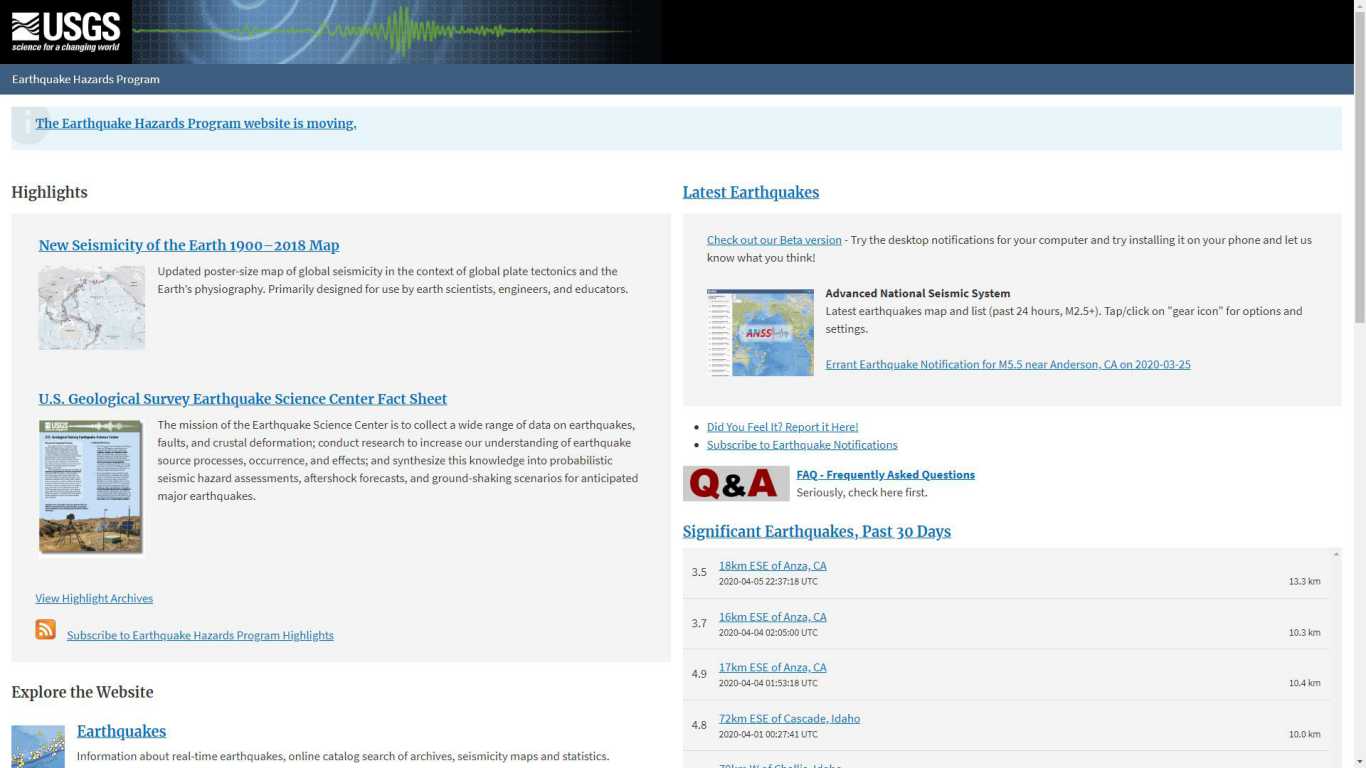 USGS
science for a changing world
Earthquake Hazards Program
The Earthquake Hazards Program website is moving.
Highlights
New Seismicity of the Earth 1900–2018 Map
Updated poster-size map of global seismicity in the context of global plate tectonics and the
Earth's physiography. Primarily designed for use by earth scientists, engineers, and educators.
U.S. Geological Survey Earthquake Science Center Fact Sheet
The mission of the Earthquake Science Center is to collect a wide range of data on earthquakes,
faults, and crustal deformation; conduct research to increase our understanding of earthquake
source processes, occurrence, and effects; and synthesize this knowledge into probabilistic
seismic hazard assessments, aftershock forecasts, and ground-shaking scenarios for anticipated
major earthquakes.
View Highlight Archives
Subscribe to Earthquake Hazards Program Highlights
Explore the Website
Earthquakes
Information about real-time earthquakes, online catalog search of archives, seismicity maps and statistics.
Latest Earthquakes
Check out our Beta version - Try the desktop notifications for your computer and try installing it on your phone and let us
know what you think!
ANSS
Advanced National Seismic System
Latest earthquakes map and list (past 24 hours, M2.5+). Tap/click on "gear icon" for options and
settings.
Errant Earthquake Notification for M5.5 near Anderson, CA on 2020-03-25
Did You Feel It? Report it Here!
Subscribe to Earthquake Notifications
Q&A
FAQ - Frequently Asked Questions
Seriously, check here first.
Significant Earthquakes, Past 30 Days
3.5 18km ESE of Anza, CA
2020-04-05 22:37:18 UTC 13.3 km
3.7 16km ESE of Anza, CA
2020-04-04 02:05:00 UTC 10.3 km
4.9 17km ESE of Anza, CA
2020-04-04 01:53:18 UTC 10.4 km
4.8 72km ESE of Cascade, Idaho
2020-04-01 00:27:41 UTC 10.0 km